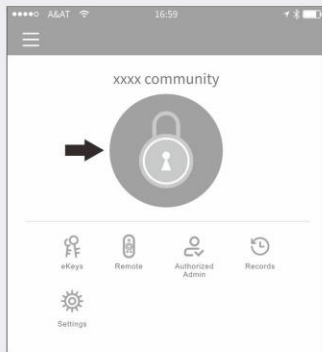 A&AT 16:59
xxxx community
eKeys Remote Authorized Admin Records
Settings